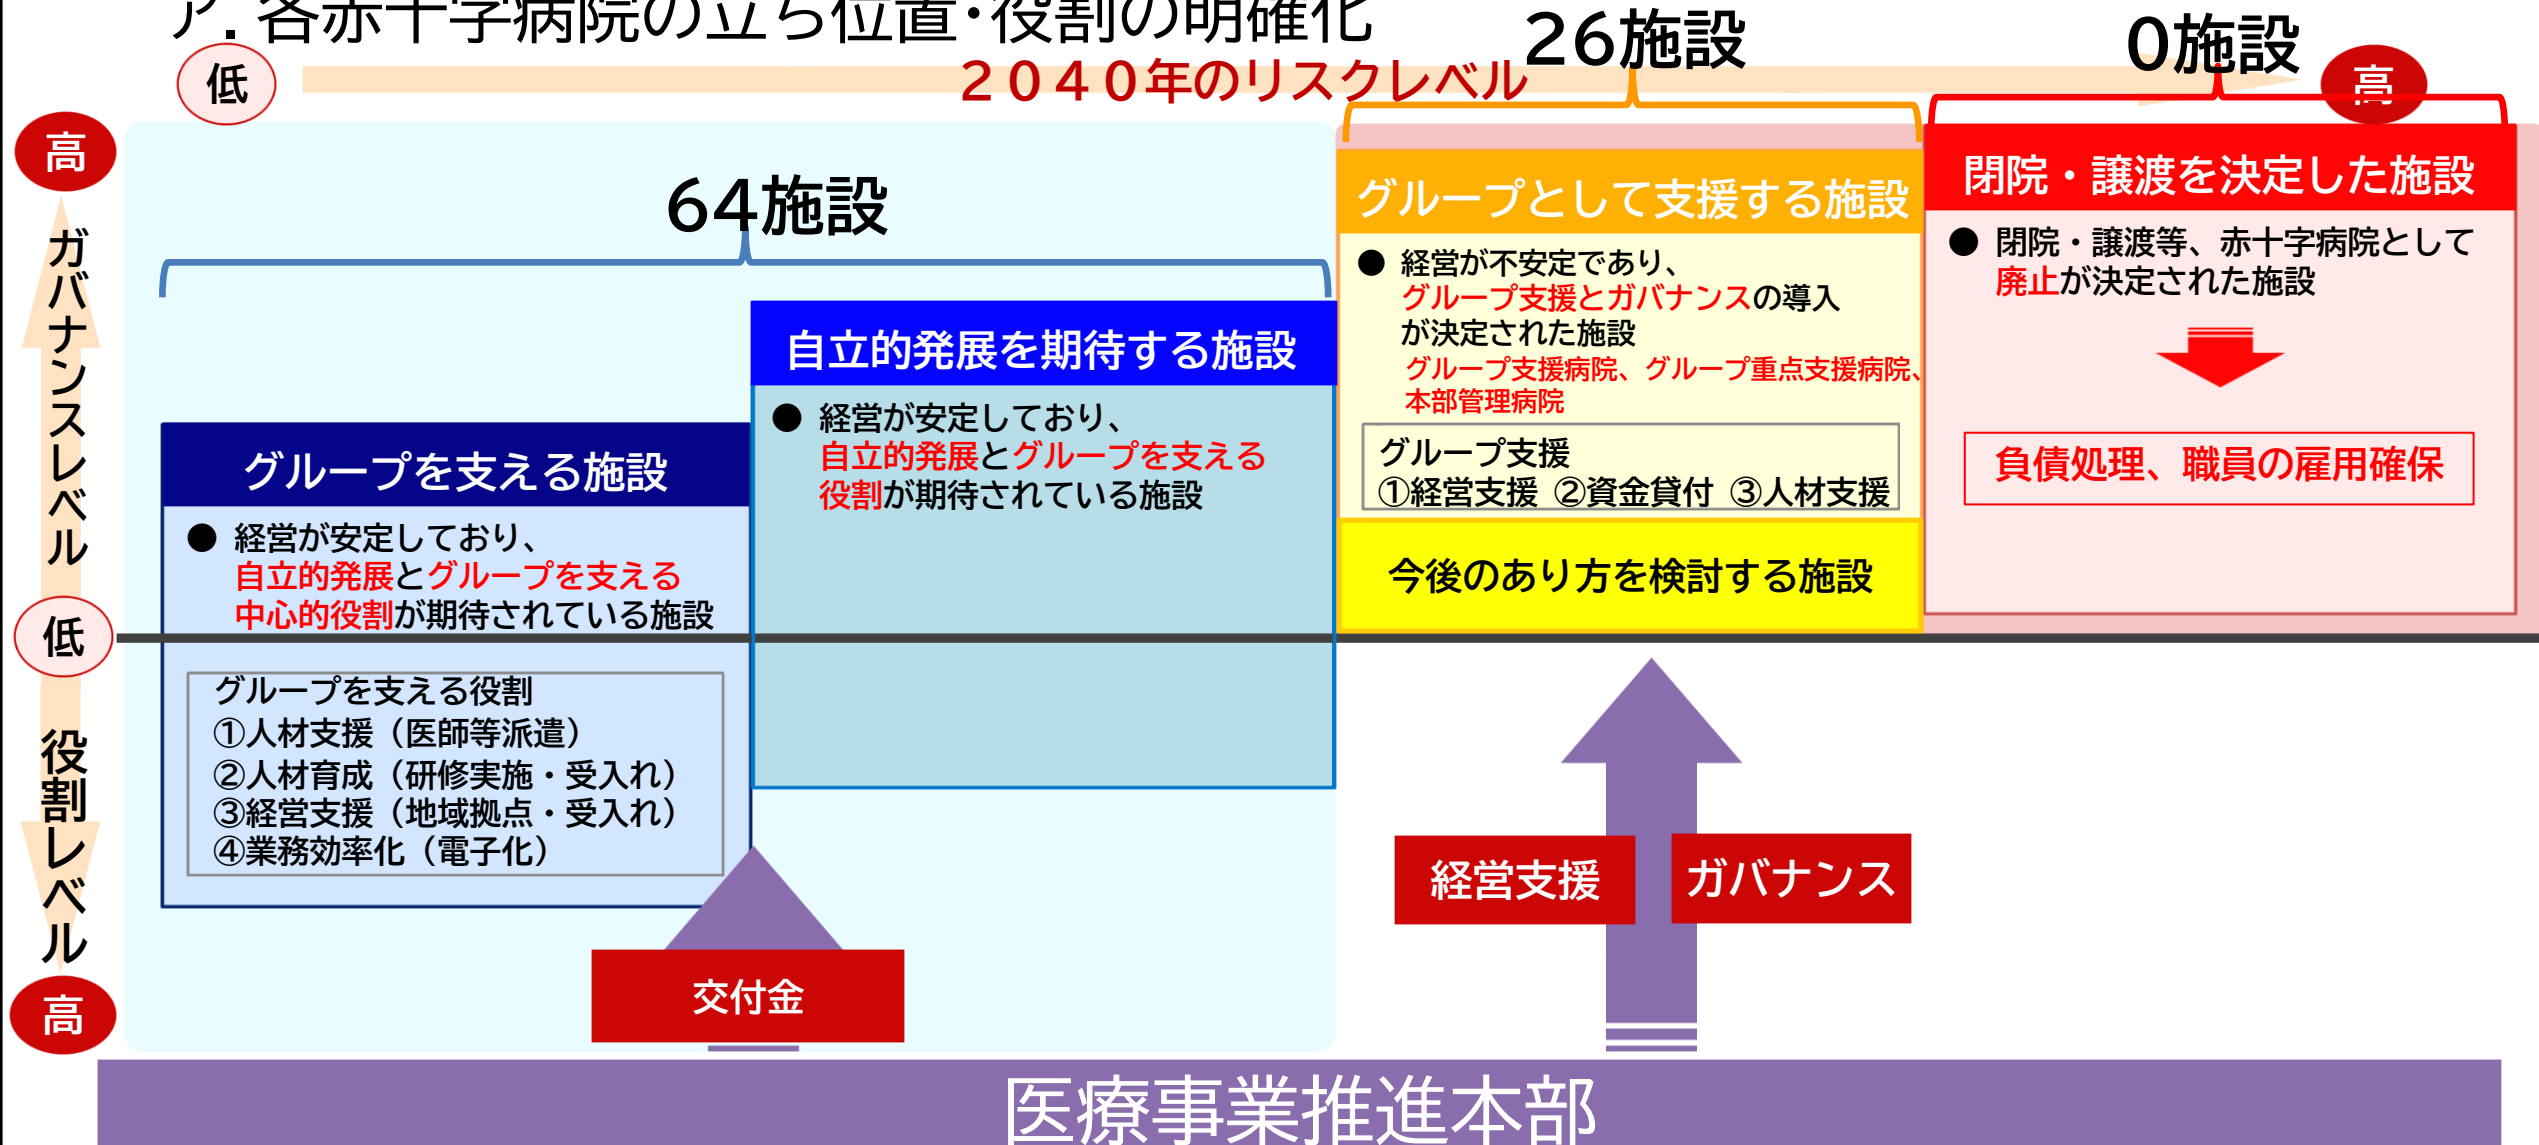 ア．各赤十字病院の立ち位置・役割の明確化
26施設
0施設
低
２０４０年のリスクレベル
高
高
ガバナンスレベル
低
役割レベル
高
64施設
グループを支える施設
● 経営が安定しており、
自立的発展とグループを支える
中心的役割が期待されている施設
グループを支える役割
①人材支援（医師等派遣）
②人材育成（研修実施・受入れ）
③経営支援（地域拠点・受入れ）
④業務効率化（電子化）
自立的発展を期待する施設
● 経営が安定しており、
自立的発展とグループを支える
役割が期待されている施設
グループとして支援する施設
● 経営が不安定であり、
グループ支援とガバナンスの導入
が決定された施設
グループ支援病院、グループ重点支援病院、
本部管理病院
グループ支援
①経営支援 ②資金貸付 ③人材支援
今後のあり方を検討する施設
閉院・譲渡を決定した施設
● 閉院・譲渡等、赤十字病院として
廃止が決定された施設
負債処理、職員の雇用確保
交付金
経営支援
ガバナンス
医療事業推進本部